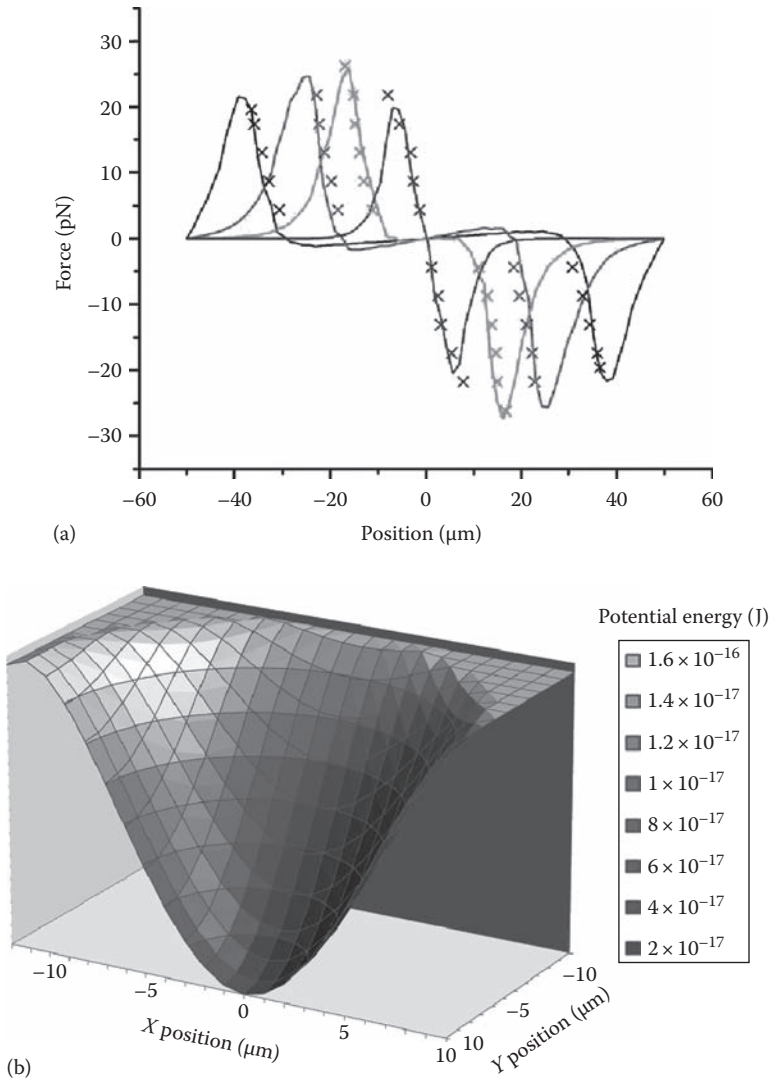 30
20
10
0
−10
−20
−30
Force (pN)
−60 −40 −20 0 20 40 60
(a) Position (μm)
Potential energy (J)
1.6 × 10−16
1.4 × 10−17
1.2 × 10−17
1 × 10−17
8 × 10−17
6 × 10−17
4 × 10−17
2 × 10−17
−10
−5
0
5
10
X position (μm)
10
−5
−10
Y position (μm)
(b)